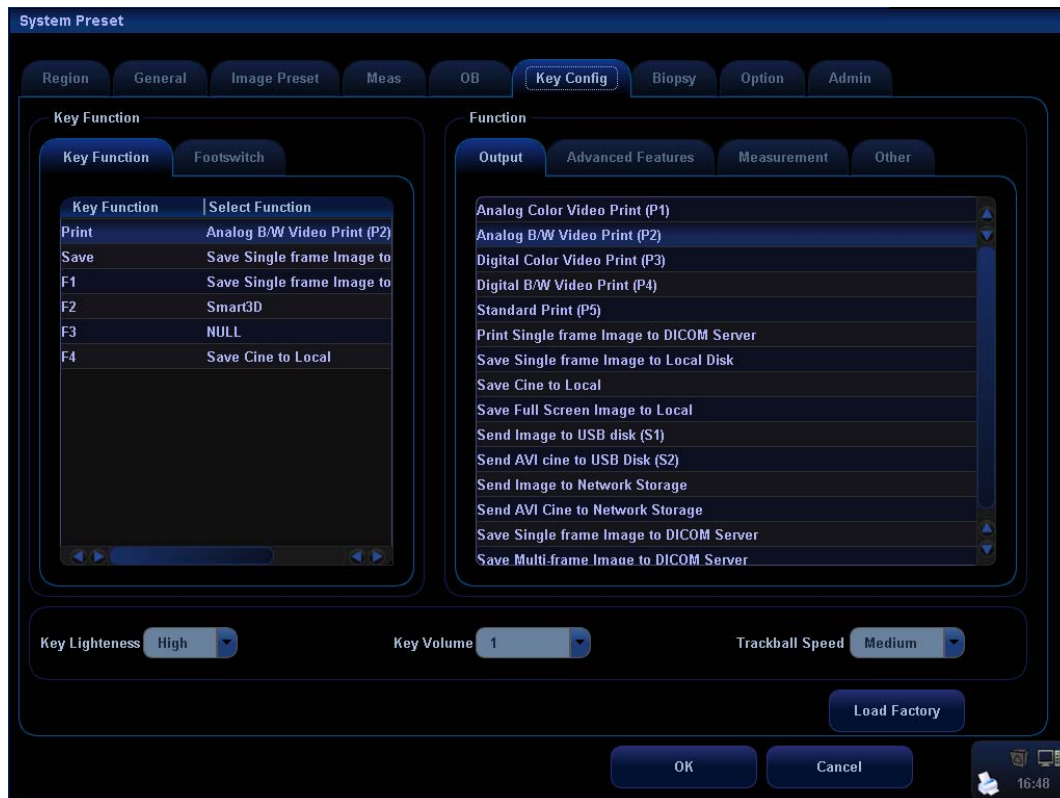 System Preset
Region General Image Preset Meas OB Key Config Biopsy Option Admin
Key Function
Key Function Footswitch
Key Function Select Function
Print Analog B/W Video Print (P2)
Save Save Single frame Image to
F1 Save Single frame Image to
F2 Smart3D
F3 NULL
F4 Save Cine to Local
Function
Output Advanced Features Measurement Other
Analog Color Video Print (P1)
Analog B/W Video Print (P2)
Digital Color Video Print (P3)
Digital B/W Video Print (P4)
Standard Print (P5)
Print Single frame Image to DICOM Server
Save Single frame Image to Local Disk
Save Cine to Local
Save Full Screen Image to Local
Send Image to USB disk (S1)
Send AVI cine to USB Disk (S2)
Send Image to Network Storage
Send AVI Cine to Network Storage
Save Single frame Image to DICOM Server
Save Multi-frame Image to DICOM Server
Key Lighteness High Key Volume 1 Trackball Speed Medium
Load Factory
OK Cancel
16:48